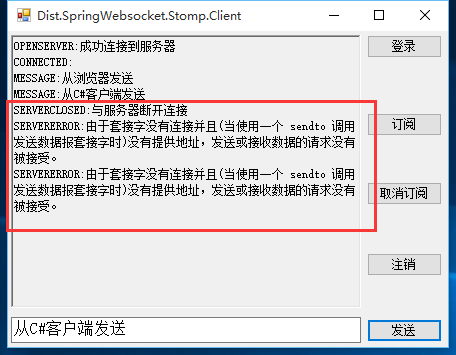 Dist.SpringWebsocket.Stomp.Client
OPENSERVER:成功连接到服务器
CONNECTED:
MESSAGE:从浏览器发送
MESSAGE:从C#客户端发送
SERVERCLOSED:与服务器断开连接
SERVERERROR:由于套接字没有连接并且(当使用一个 sendto 调用
发送数据报套接字时)没有提供地址，发送或接收数据的请求没有
被接受。
SERVERERROR:由于套接字没有连接并且(当使用一个 sendto 调用
发送数据报套接字时)没有提供地址，发送或接收数据的请求没有
被接受。
登录
订阅
取消订阅
注销
从C#客户端发送
发送